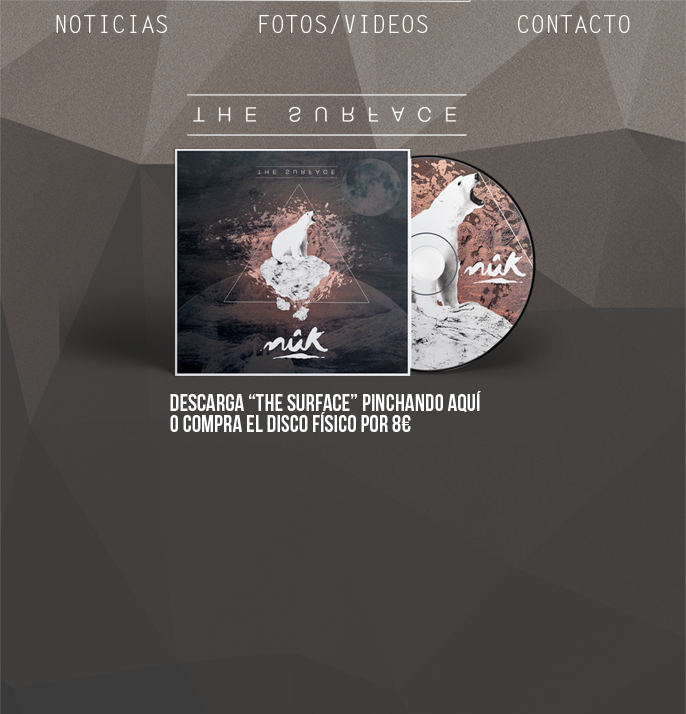 NOTICIAS FOTOS/VIDEOS CONTACTO
THE SURFACE
THE SURFACE
nûk
nûk
DESCARGA “THE SURFACE” PINCHANDO AQUÍ
O COMPRA EL DISCO FÍSICO POR 8€